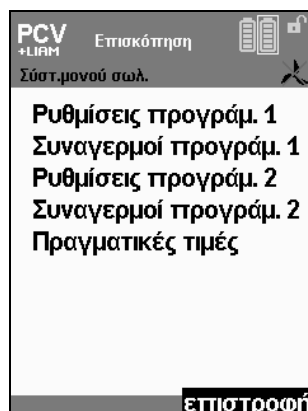 PCV Επισκόπηση
+LIAM
Σύστ.μονού σωλ.
Ρυθμίσεις προγράμ. 1
Συναγερμοί προγράμ. 1
Ρυθμίσεις προγράμ. 2
Συναγερμοί προγράμ. 2
Πραγματικές τιμές
επιστροφή